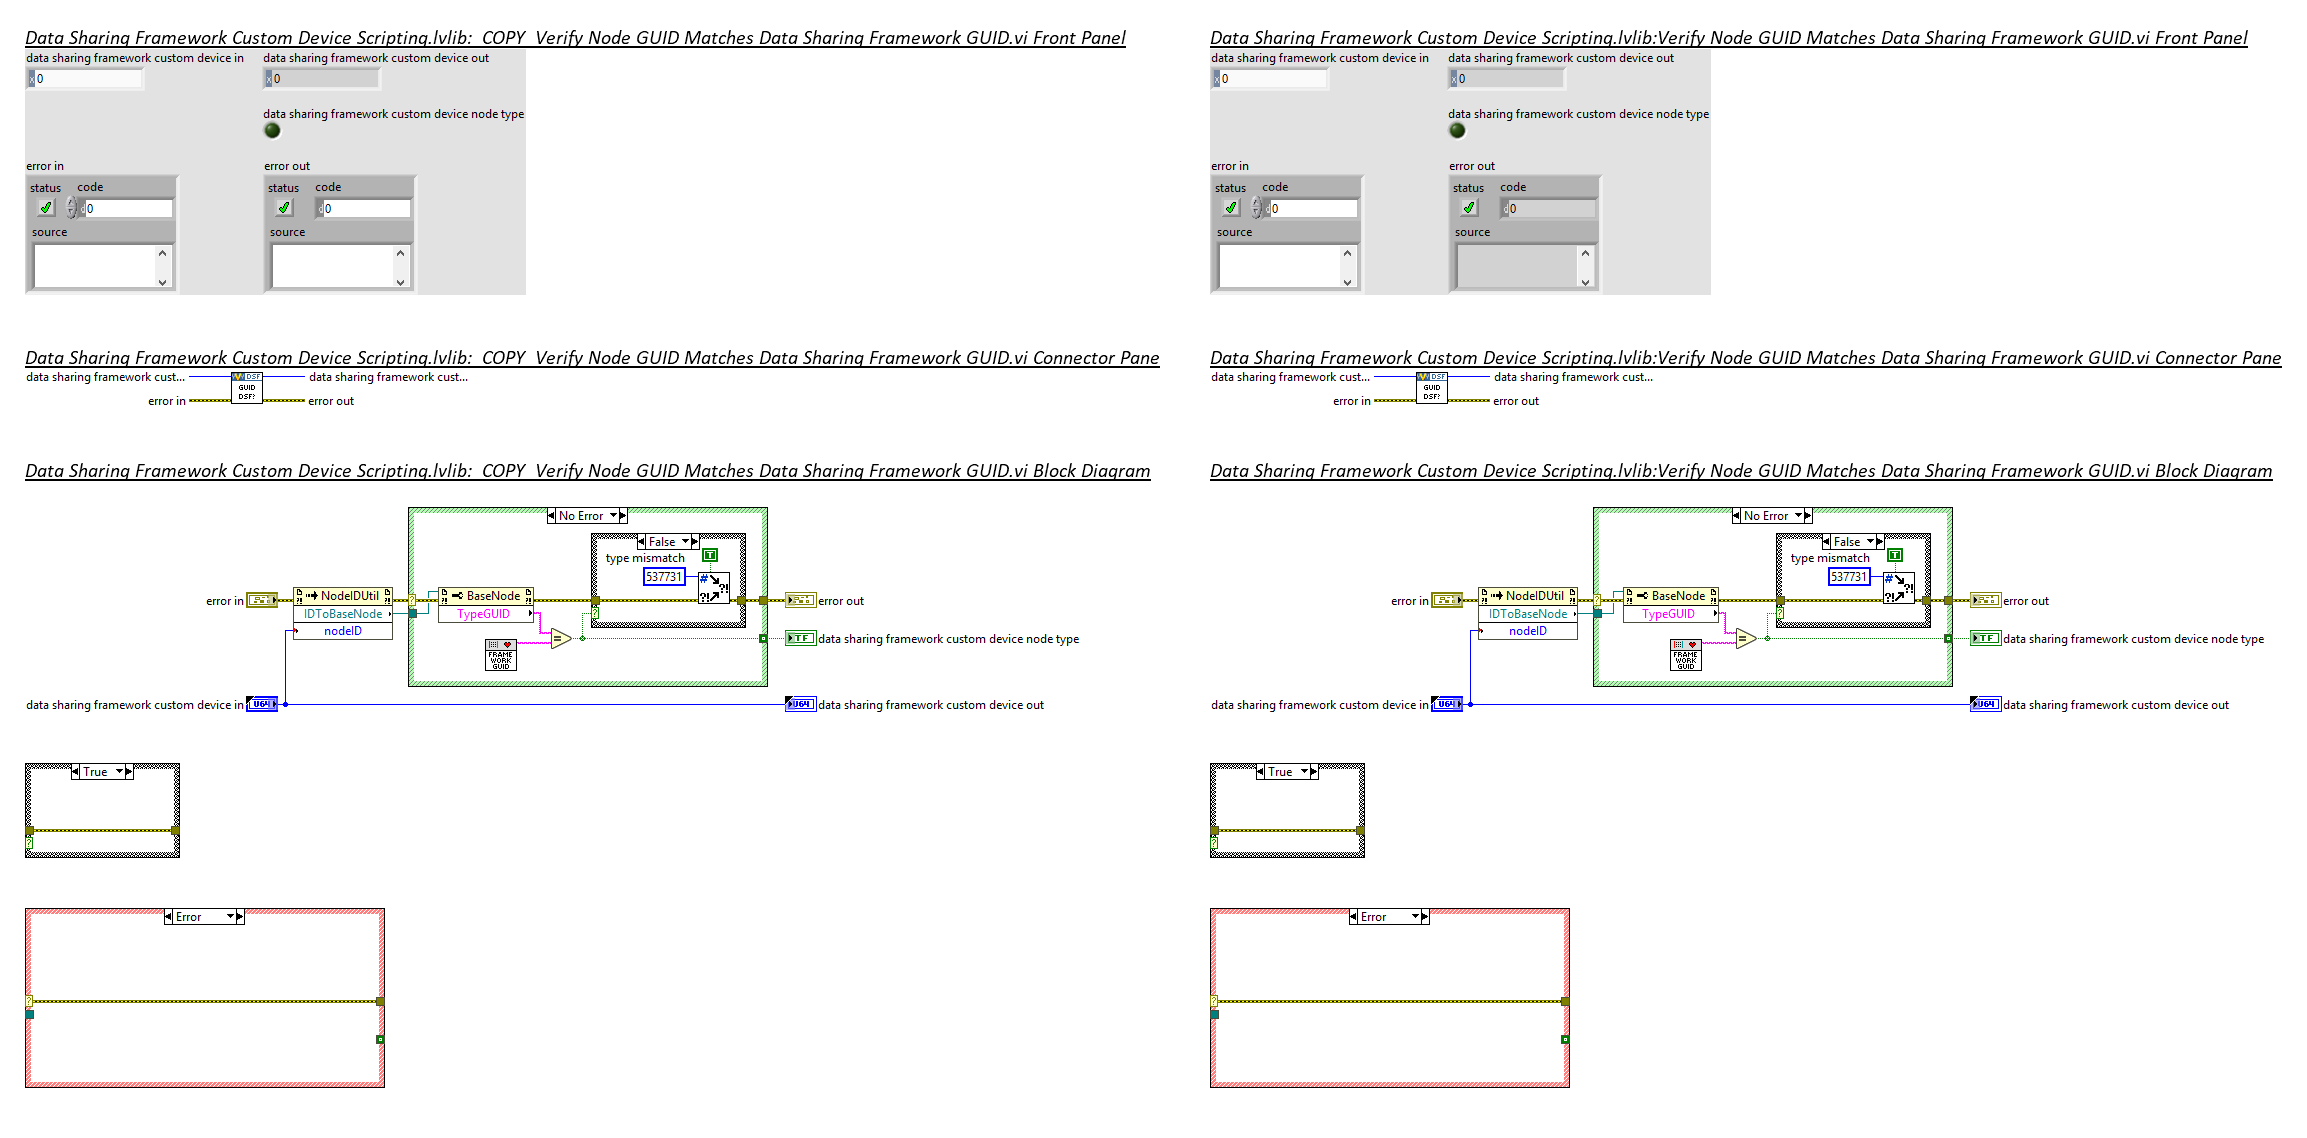 Data Sharing Framework Custom Device Scripting.lvlib:_COPY_Verify Node GUID Matches Data Sharing Framework GUID.vi Front Panel
data sharing framework custom device in
data sharing framework custom device out
x 0
x 0
data sharing framework custom device node type
error in
error out
status code
status code
d 0
d 0
source
source
Data Sharing Framework Custom Device Scripting.lvlib:_COPY_Verify Node GUID Matches Data Sharing Framework GUID.vi Connector Pane
data sharing framework cust...
DSF
GUID
DSF?
data sharing framework cust...
error in
error out
Data Sharing Framework Custom Device Scripting.lvlib:_COPY_Verify Node GUID Matches Data Sharing Framework GUID.vi Block Diagram
No Error
False
type mismatch
T
537731
#
?!
?!
error in
NodeIDUtil
IDToBaseNode
nodeID
?
BaseNode
TypeGUID
?
=
FRAME
WORK
GUID
error out
TF
data sharing framework custom device node type
data sharing framework custom device in
U64
U64
data sharing framework custom device out
True
?
Error
?
Data Sharing Framework Custom Device Scripting.lvlib:Verify Node GUID Matches Data Sharing Framework GUID.vi Front Panel
data sharing framework custom device in
data sharing framework custom device out
x 0
x 0
data sharing framework custom device node type
error in
error out
status code
status code
d 0
d 0
source
source
Data Sharing Framework Custom Device Scripting.lvlib:Verify Node GUID Matches Data Sharing Framework GUID.vi Connector Pane
data sharing framework cust...
DSF
GUID
DSF?
data sharing framework cust...
error in
error out
Data Sharing Framework Custom Device Scripting.lvlib:Verify Node GUID Matches Data Sharing Framework GUID.vi Block Diagram
No Error
False
type mismatch
T
537731
#
?!
?!
error in
NodeIDUtil
IDToBaseNode
nodeID
?
BaseNode
TypeGUID
?
=
FRAME
WORK
GUID
error out
TF
data sharing framework custom device node type
data sharing framework custom device in
U64
U64
data sharing framework custom device out
True
?
Error
?